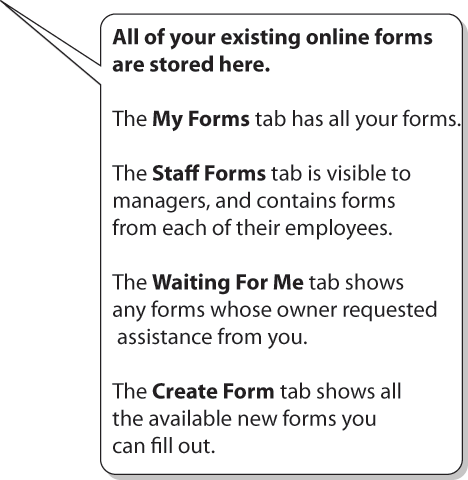 All of your existing online forms
are stored here.
The My Forms tab has all your forms.
The Staff Forms tab is visible to
managers, and contains forms
from each of their employees.
The Waiting For Me tab shows
any forms whose owner requested
assistance from you.
The Create Form tab shows all
the available new forms you
can fill out.